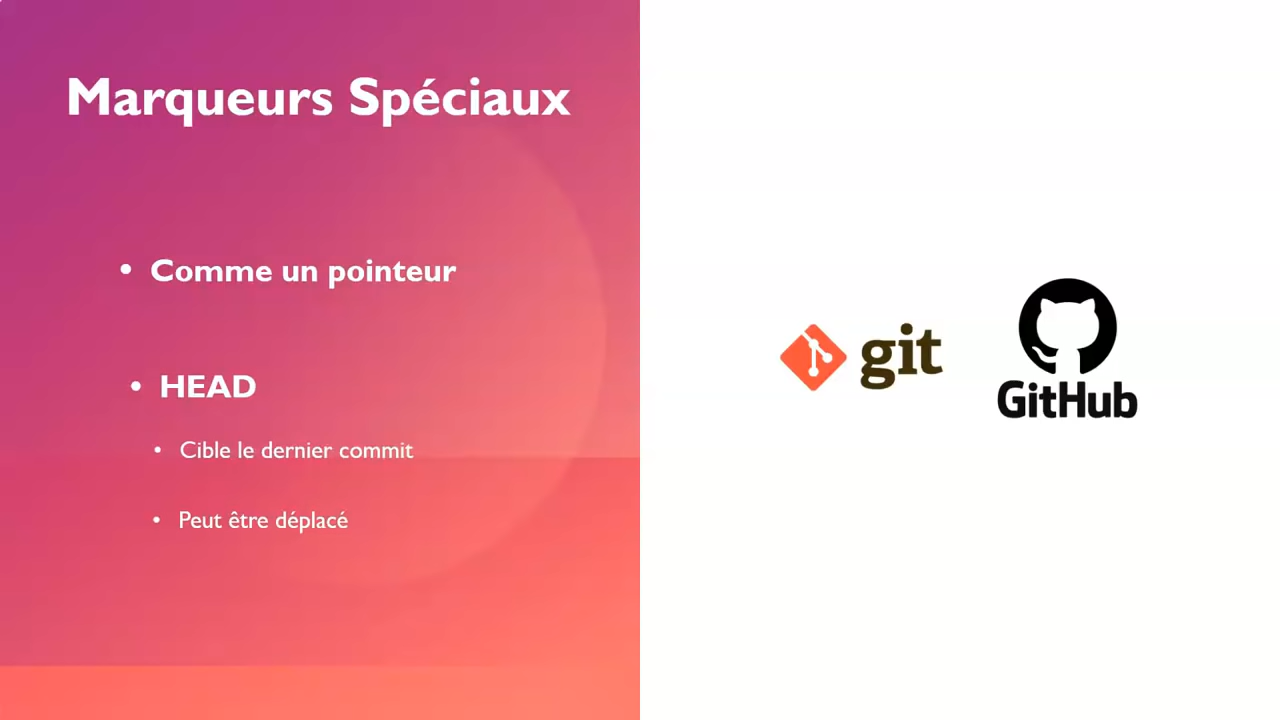 Marqueurs Spéciaux
• Comme un pointeur
• HEAD
• Cible le dernier commit
• Peut être déplacé
git
GitHub